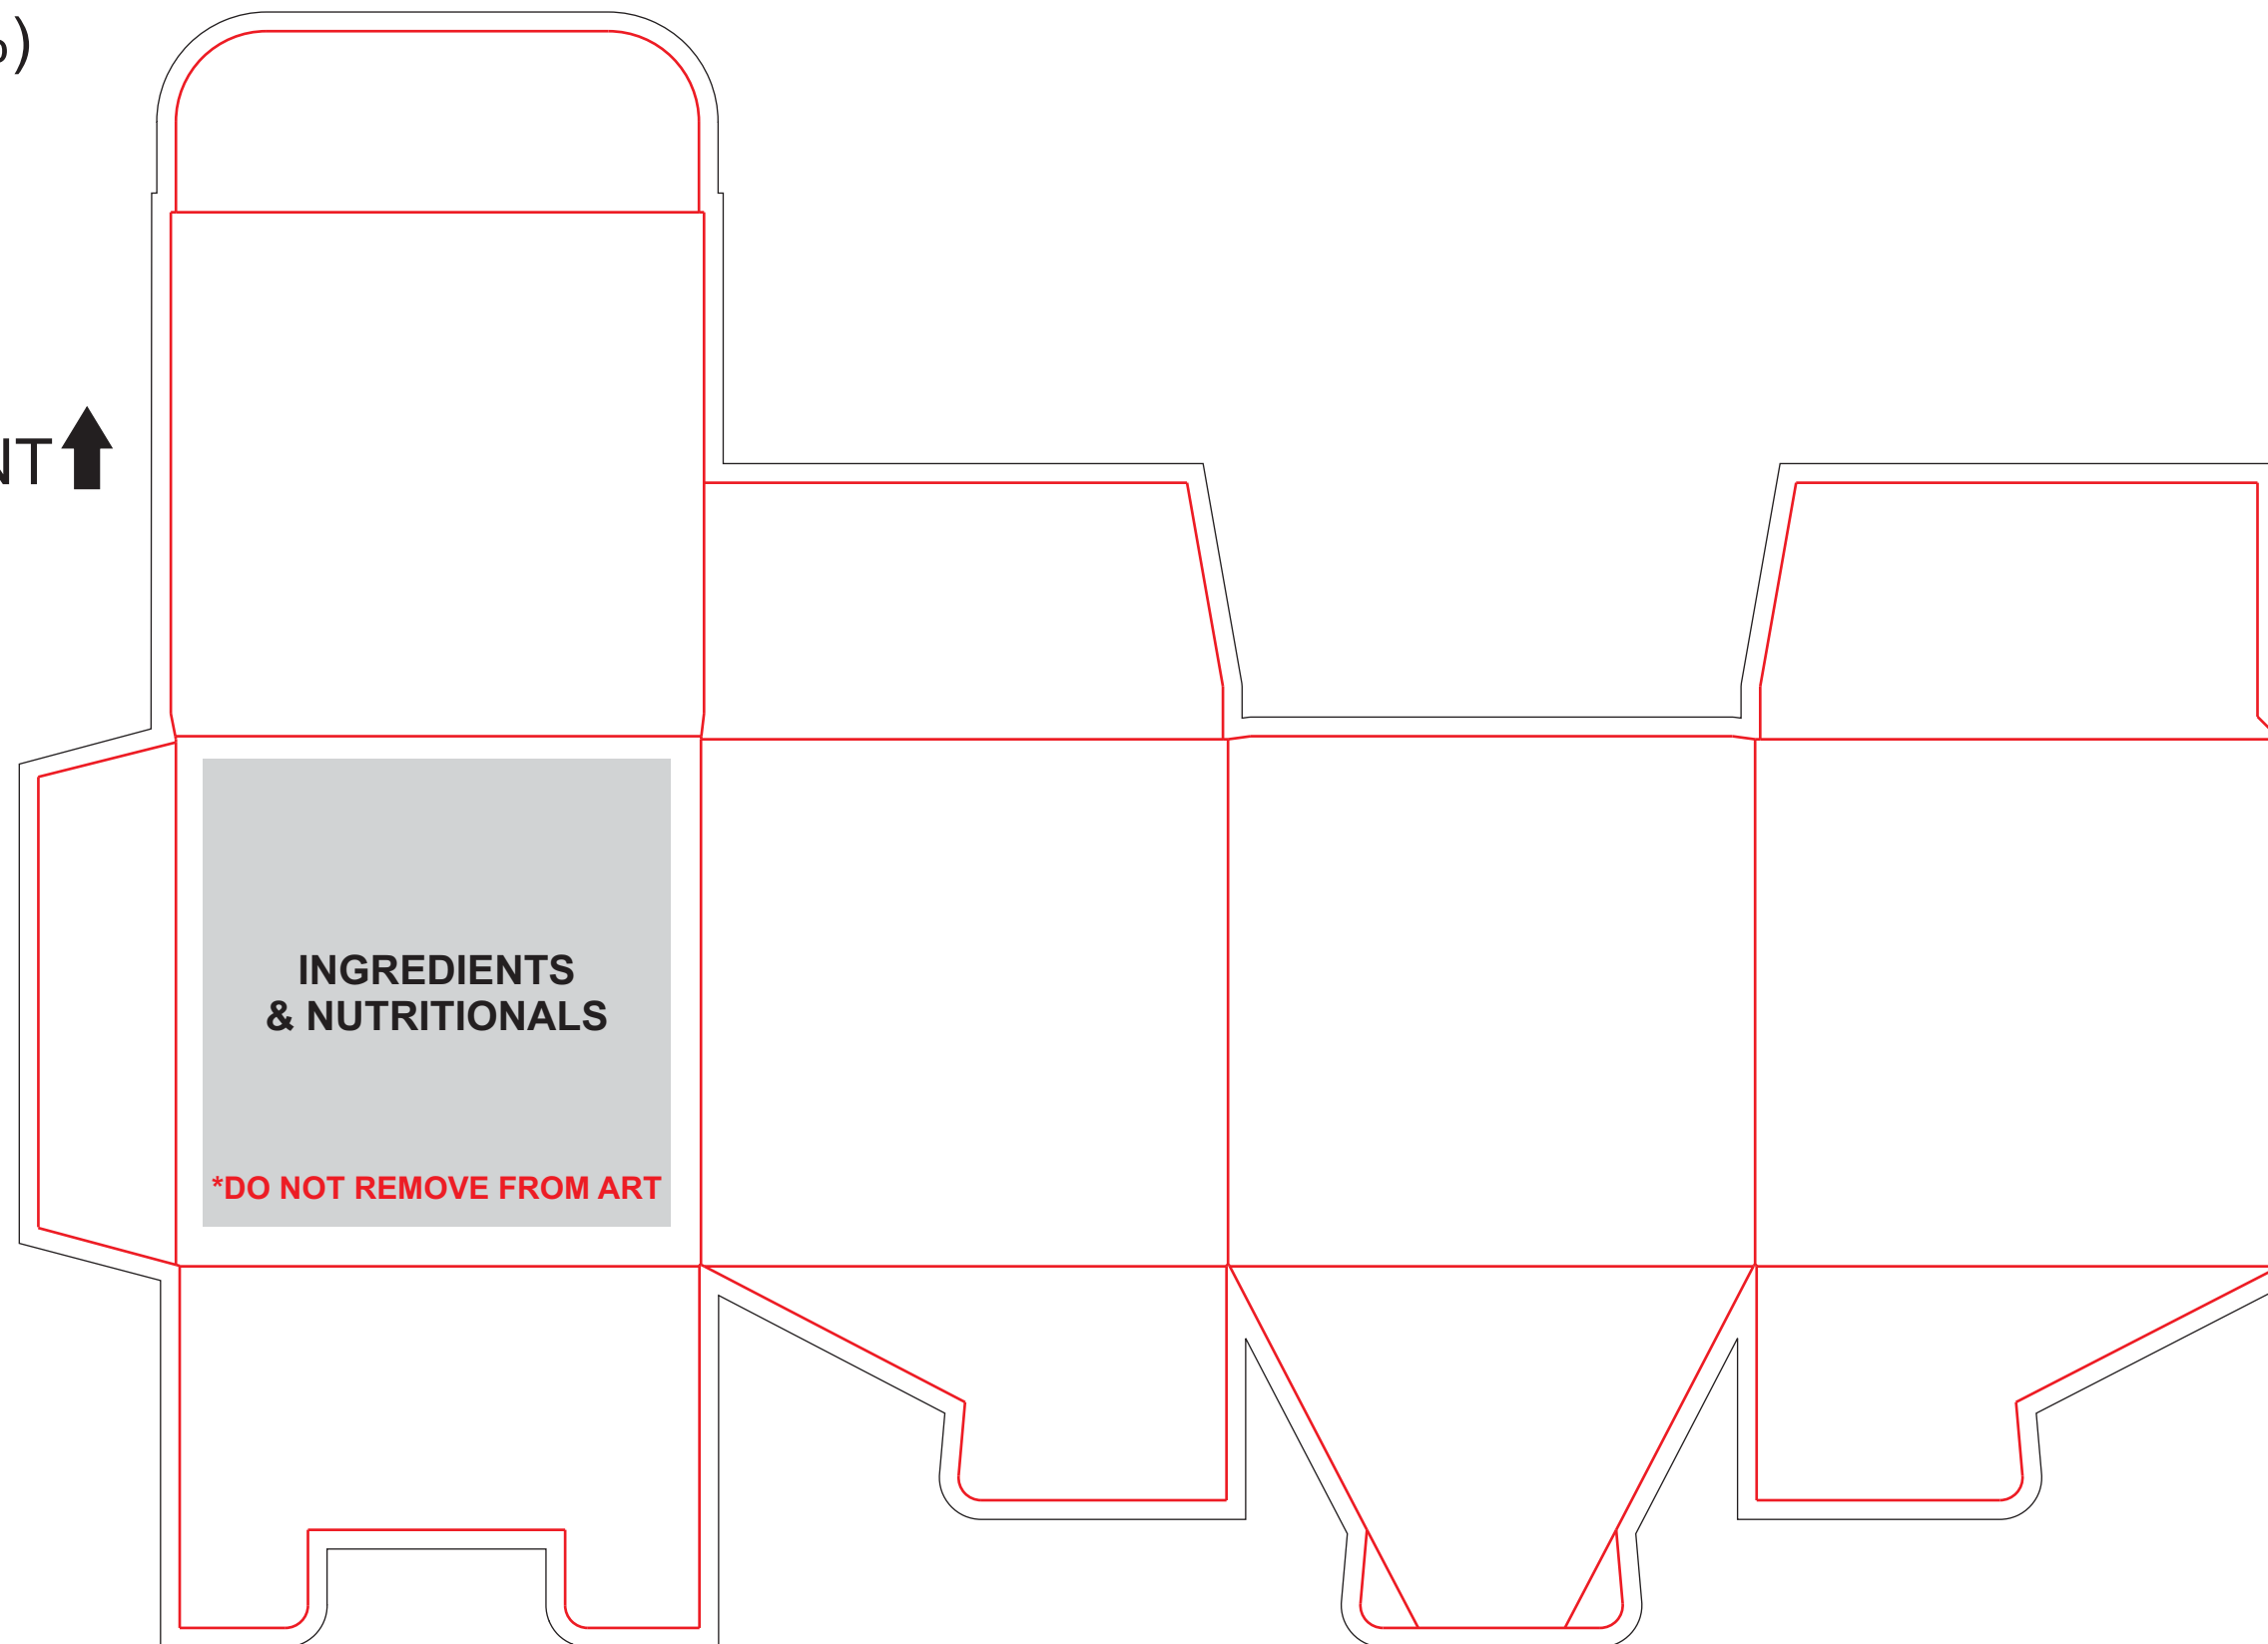 INGREDIENTS
& NUTRITIONALS
*DO NOT REMOVE FROM ART